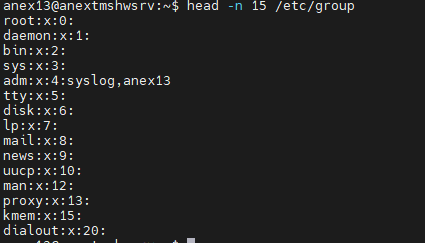 anex13@anextmshwsrv:~$ head -n 15 /etc/group
root:x:0:
daemon:x:1:
bin:x:2:
sys:x:3:
adm:x:4:syslog,anex13
tty:x:5:
disk:x:6:
lp:x:7:
mail:x:8:
news:x:9:
uucp:x:10:
man:x:12:
proxy:x:13:
kmem:x:15:
dialout:x:20: